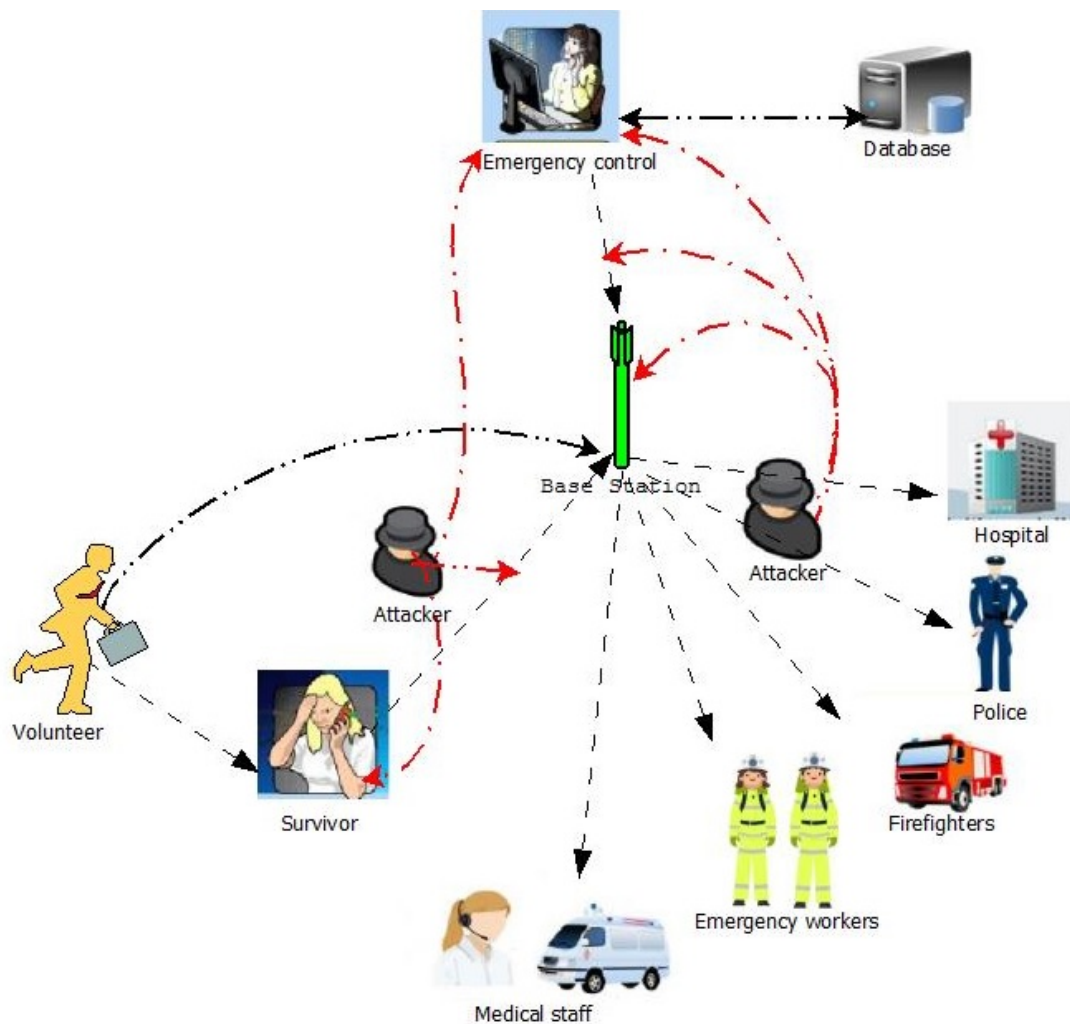 Emergency control
Database
Base Station
Hospital
Attacker
Attacker
Police
Volunteer
Survivor
Firefighters
Emergency workers
Medical staff